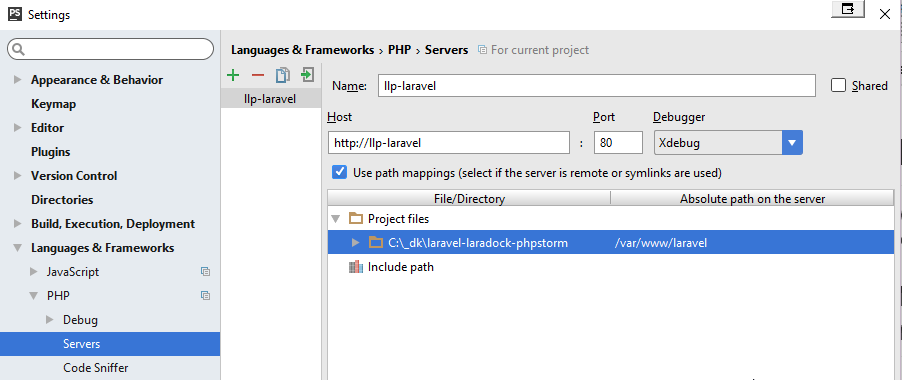 PS Settings
Languages & Frameworks › PHP › Servers For current project
Appearance & Behavior
Keymap
Editor
Plugins
Version Control
Directories
Build, Execution, Deployment
Languages & Frameworks
JavaScript
PHP
Debug
Servers
Code Sniffer
llp-laravel
Name: llp-laravel Shared
Host Port Debugger
http://llp-laravel : 80 Xdebug
Use path mappings (select if the server is remote or symlinks are used)
File/Directory Absolute path on the server
Project files
C:\_dk\laravel-laradock-phpstorm /var/www/laravel
Include path